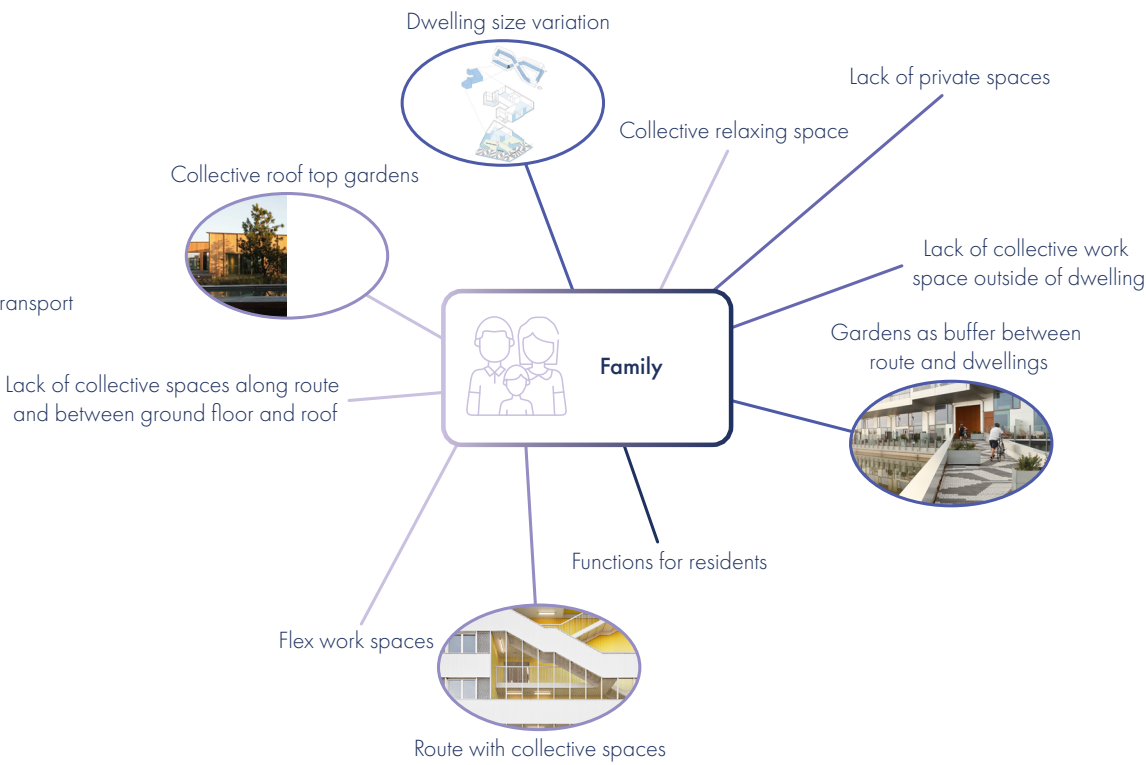 Dwelling size variation
Lack of private spaces
Collective relaxing space
Collective roof top gardens
Lack of collective work
space outside of dwelling
ransport
Gardens as buffer between
route and dwellings
Family
Lack of collective spaces along route
and between ground floor and roof
Functions for residents
Flex work spaces
Route with collective spaces